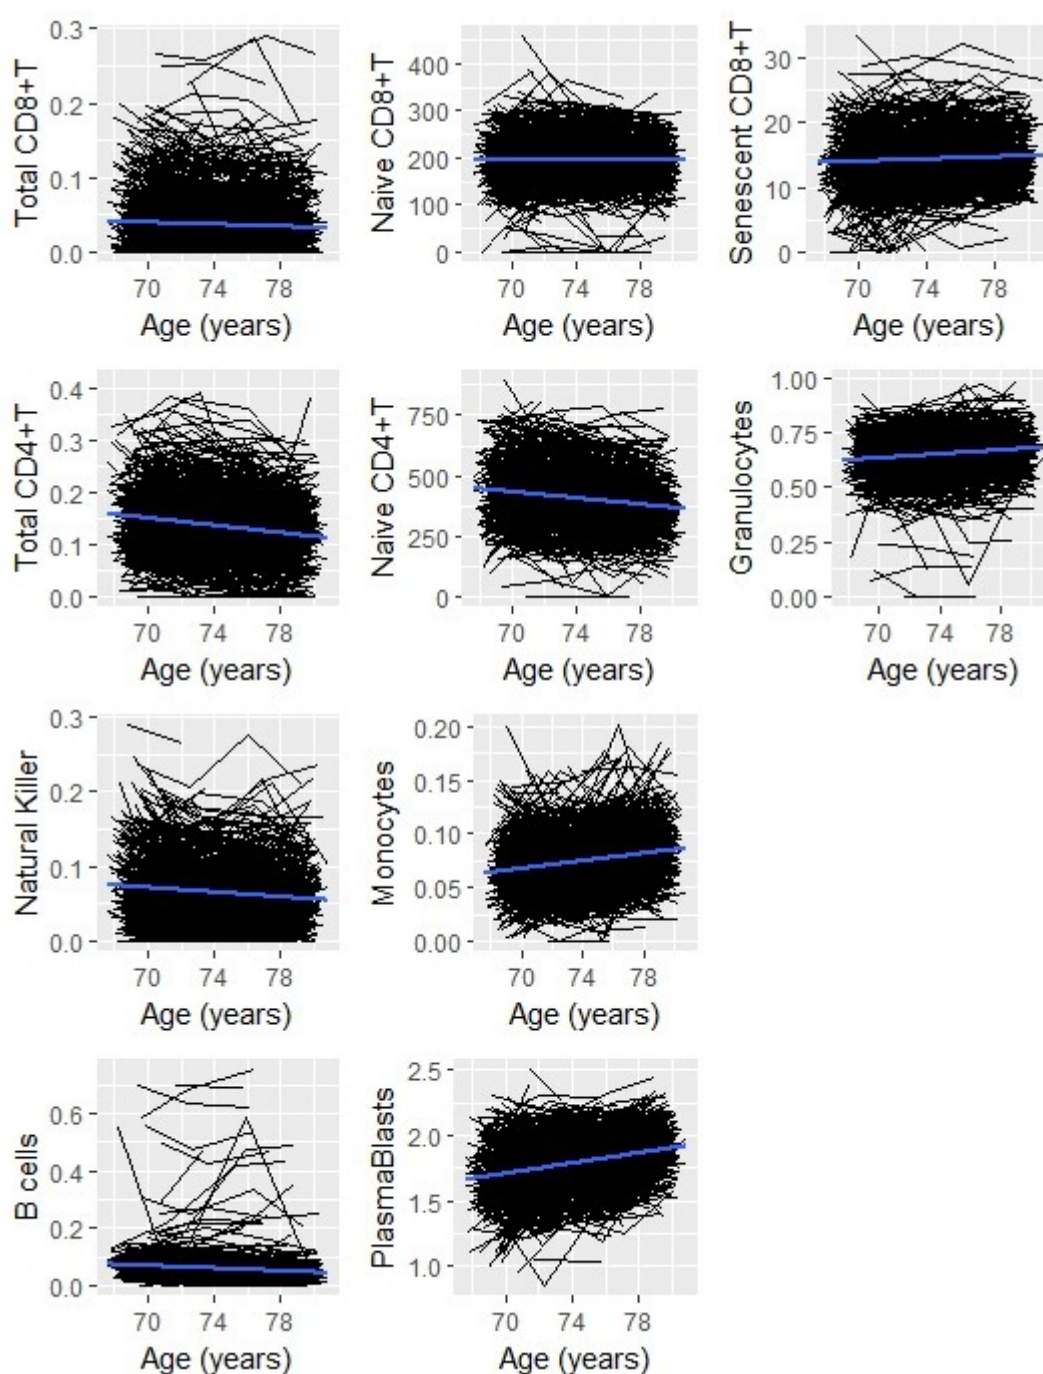 Total CD8+T
0.3
0.2
0.1
0.0
70 74 78
Age (years)
Naive CD8+T
400
300
200
100
0
70 74 78
Age (years)
Senescent CD8+T
30
20
10
0
70 74 78
Age (years)
Total CD4+T
0.4
0.3
0.2
0.1
0.0
70 74 78
Age (years)
Naive CD4+T
750
500
250
0
70 74 78
Age (years)
Granulocytes
1.00
0.75
0.50
0.25
0.00
70 74 78
Age (years)
Natural Killer
0.3
0.2
0.1
0.0
70 74 78
Age (years)
Monocytes
0.20
0.15
0.10
0.05
0.00
70 74 78
Age (years)
B cells
0.6
0.4
0.2
0.0
70 74 78
Age (years)
PlasmaBlasts
2.5
2.0
1.5
1.0
70 74 78
Age (years)